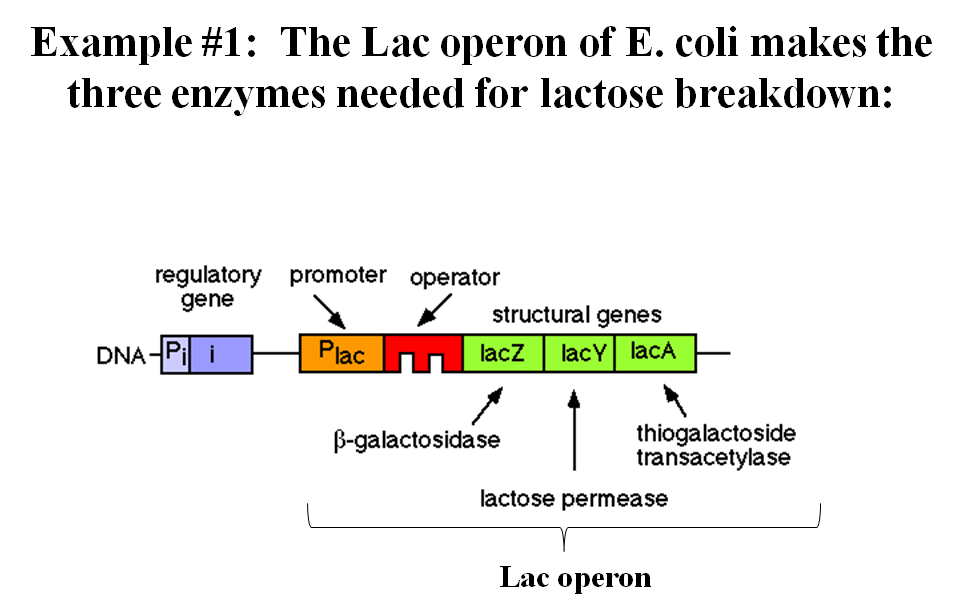 Example #1:  The Lac operon of E. coli makes the
three enzymes needed for lactose breakdown:
regulatory
gene
promoter
operator
structural genes
DNA
Pi
i
Plac
lacZ
lacY
lacA
β-galactosidase
thiogalactoside
transacetylase
lactose permease
Lac operon